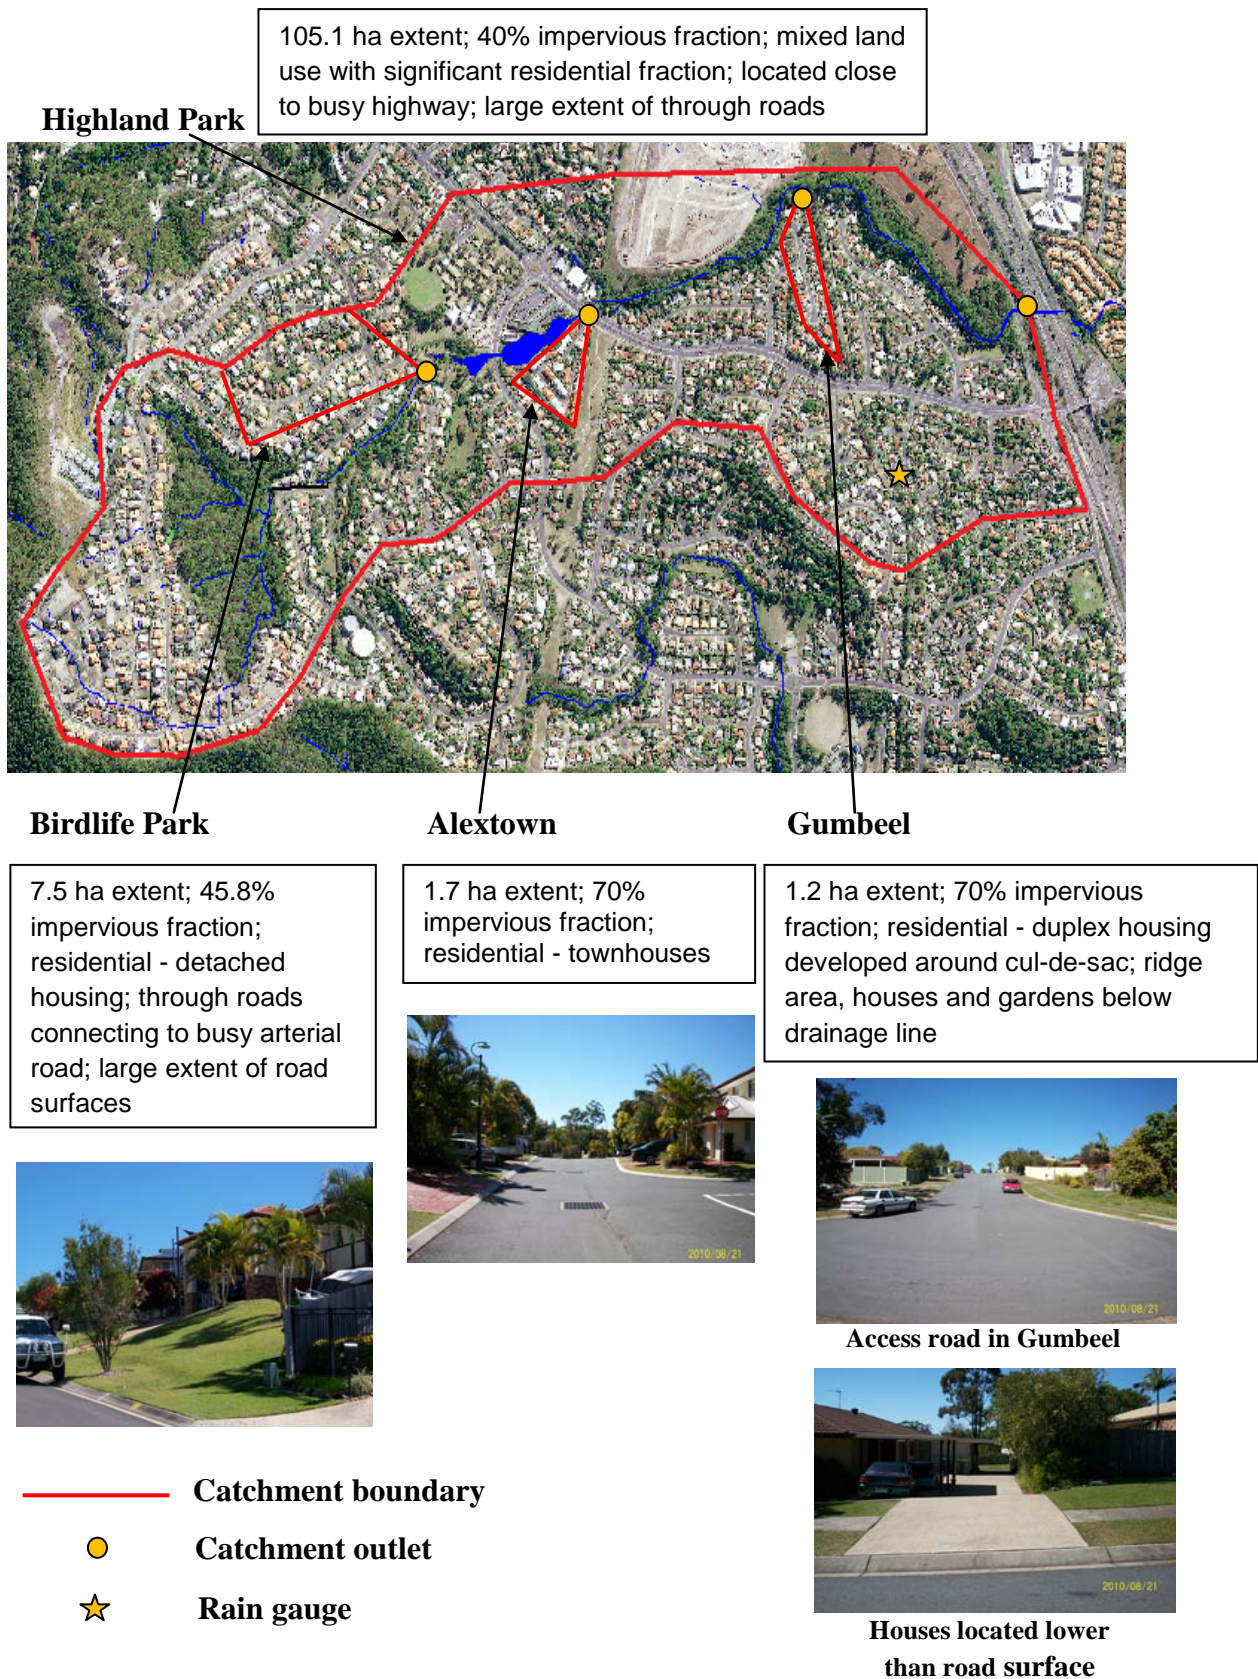 105.1 ha extent; 40% impervious fraction; mixed land
use with significant residential fraction; located close
to busy highway; large extent of through roads
Highland Park
Birdlife Park
Alextown
Gumbeel
7.5 ha extent; 45.8%
impervious fraction;
residential - detached
housing; through roads
connecting to busy arterial
road; large extent of road
surfaces
1.7 ha extent; 70%
impervious fraction;
residential - townhouses
1.2 ha extent; 70% impervious
fraction; residential - duplex housing
developed around cul-de-sac; ridge
area, houses and gardens below
drainage line
2010/08/21
2010/08/21
Access road in Gumbeel
2010/08/21
Houses located lower
than road surface
Catchment boundary
Catchment outlet
Rain gauge